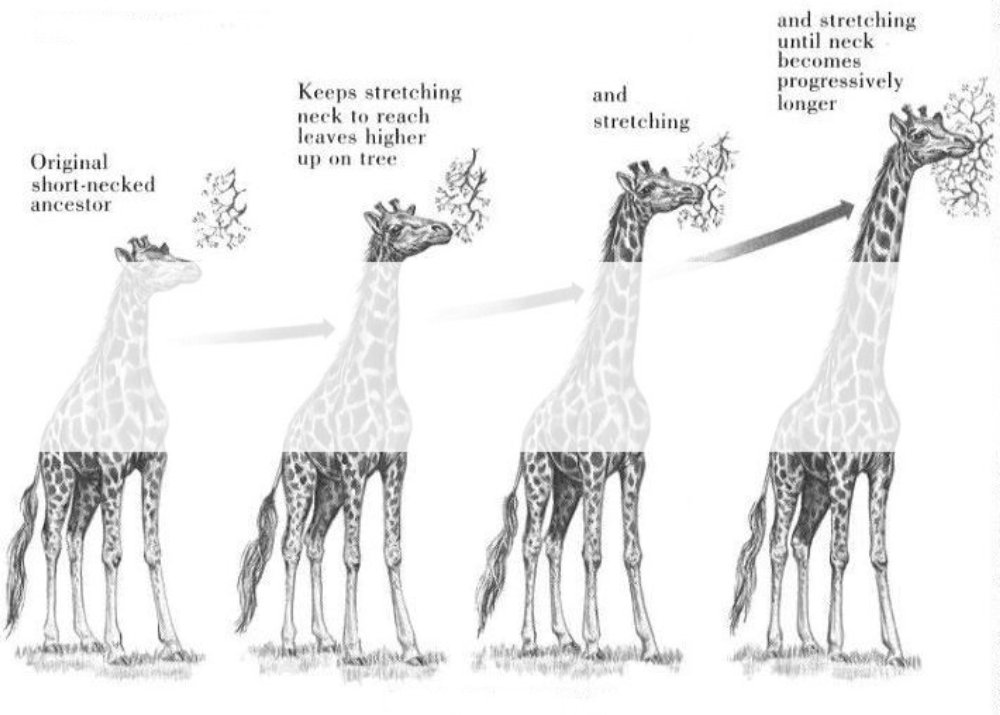 Original
short-necked
ancestor
Keeps stretching
neck to reach
leaves higher
up on tree
and
stretching
and stretching
until neck
becomes
progressively
longer